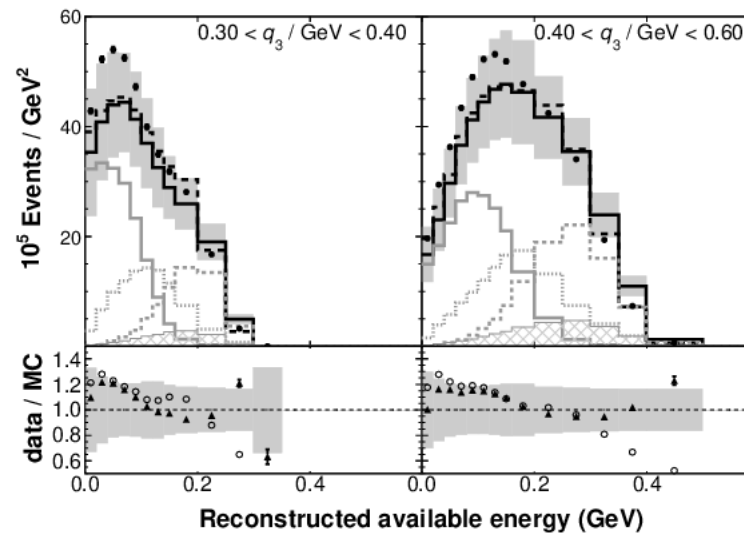 0.30 < q₃ / GeV < 0.40
0.40 < q₃ / GeV < 0.60
10⁵ Events / GeV²
60
40
20
data / MC
1.4
1.2
1.0
0.8
0.6
0.0 0.2 0.4 0.0 0.2 0.4
Reconstructed available energy (GeV)